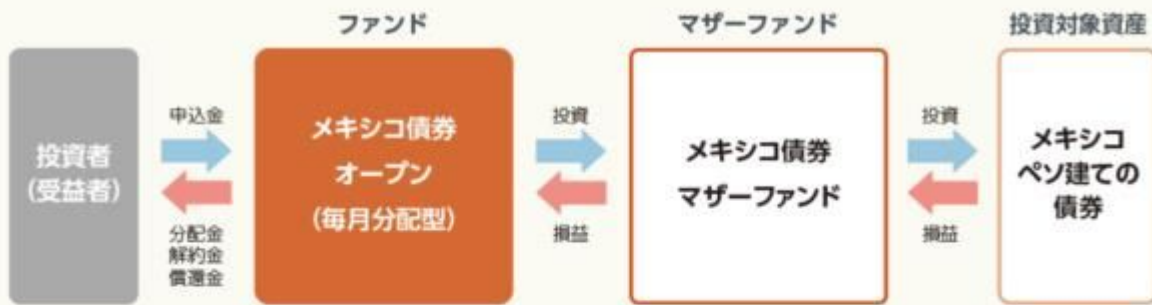 ファンド
マザーファンド
投資対象資産
投資者
(受益者)
申込金
分配金
解約金
償還金
メキシコ債券
オープン
(毎月分配型)
投資
損益
メキシコ債券
マザーファンド
投資
損益
メキシコ
ペソ建ての
債券